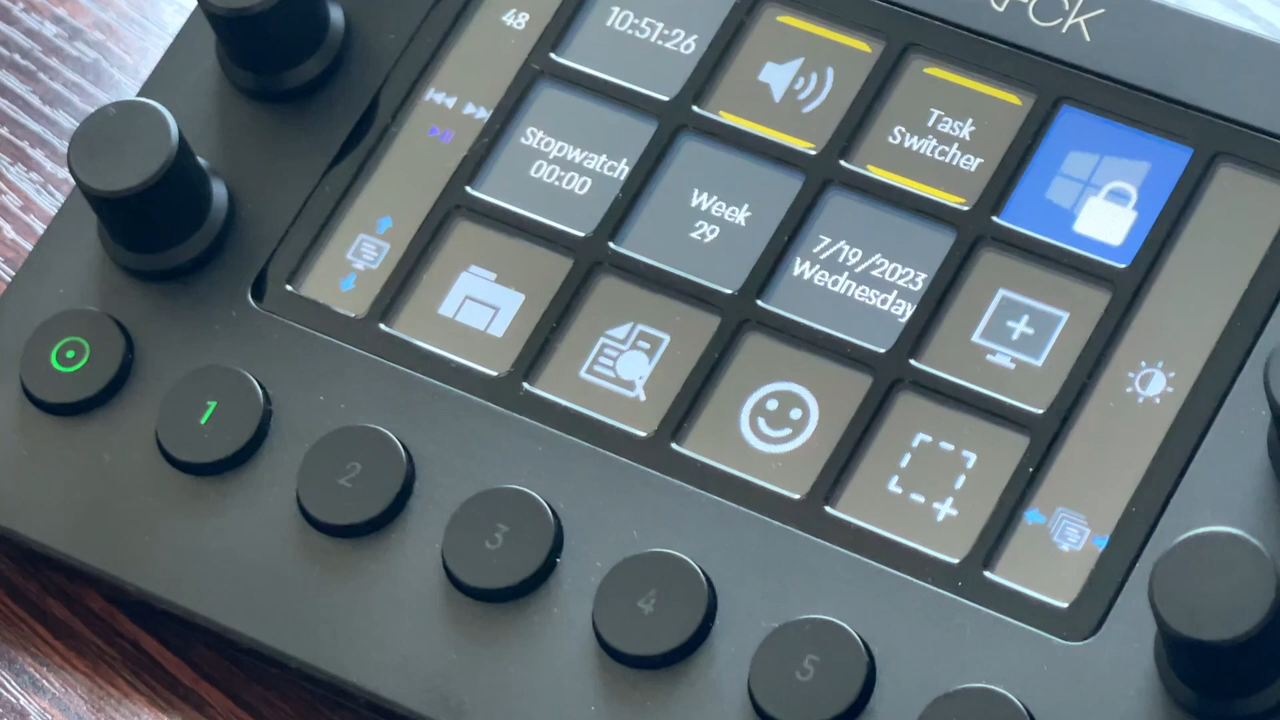 48
10:51:26
Task
Switcher
Stopwatch
00:00
Week
29
7/19/2023
Wednesday
1
2
3
4
5